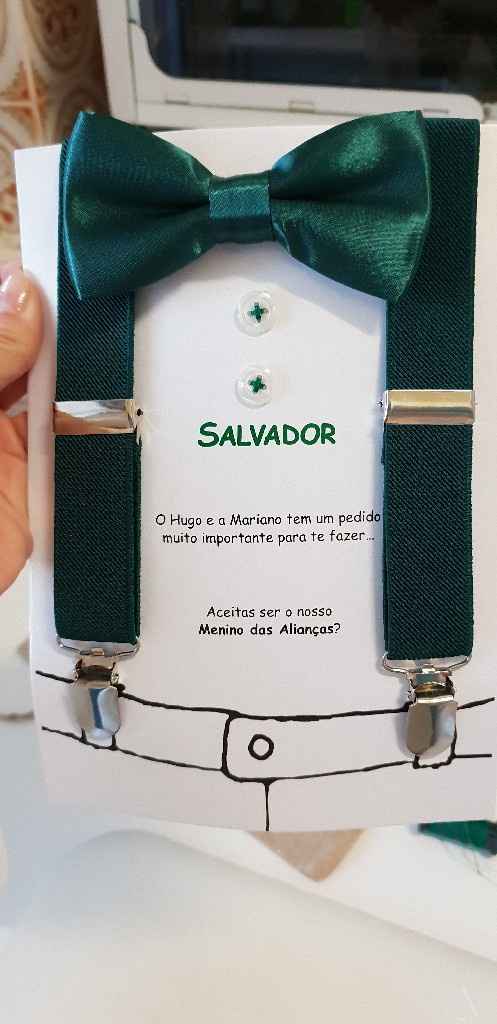 SALVADOR
O Hugo e a Mariano tem um pedido
muito importante para te fazer...
Aceitas ser o nosso
Menino das Alianças?